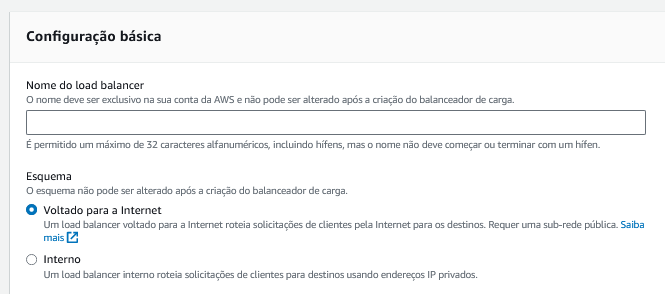 Configuração básica
Nome do load balancer
O nome deve ser exclusivo na sua conta da AWS e não pode ser alterado após a criação do balanceador de carga.
É permitido um máximo de 32 caracteres alfanuméricos, incluindo hífens, mas o nome não deve começar ou terminar com um hífen.
Esquema
O esquema não pode ser alterado após a criação do balanceador de carga.
Voltado para a Internet
Um load balancer voltado para a Internet roteia solicitações de clientes pela Internet para os destinos. Requer uma sub-rede pública. Saiba
mais
Interno
Um load balancer interno roteia solicitações de clientes para destinos usando endereços IP privados.